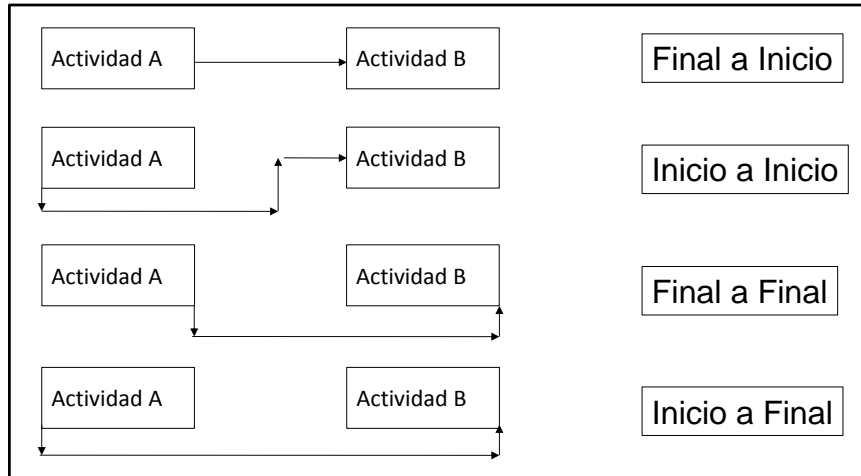 Actividad A Actividad B Final a Inicio
Actividad A Actividad B Inicio a Inicio
Actividad A Actividad B Final a Final
Actividad A Actividad B Inicio a Final